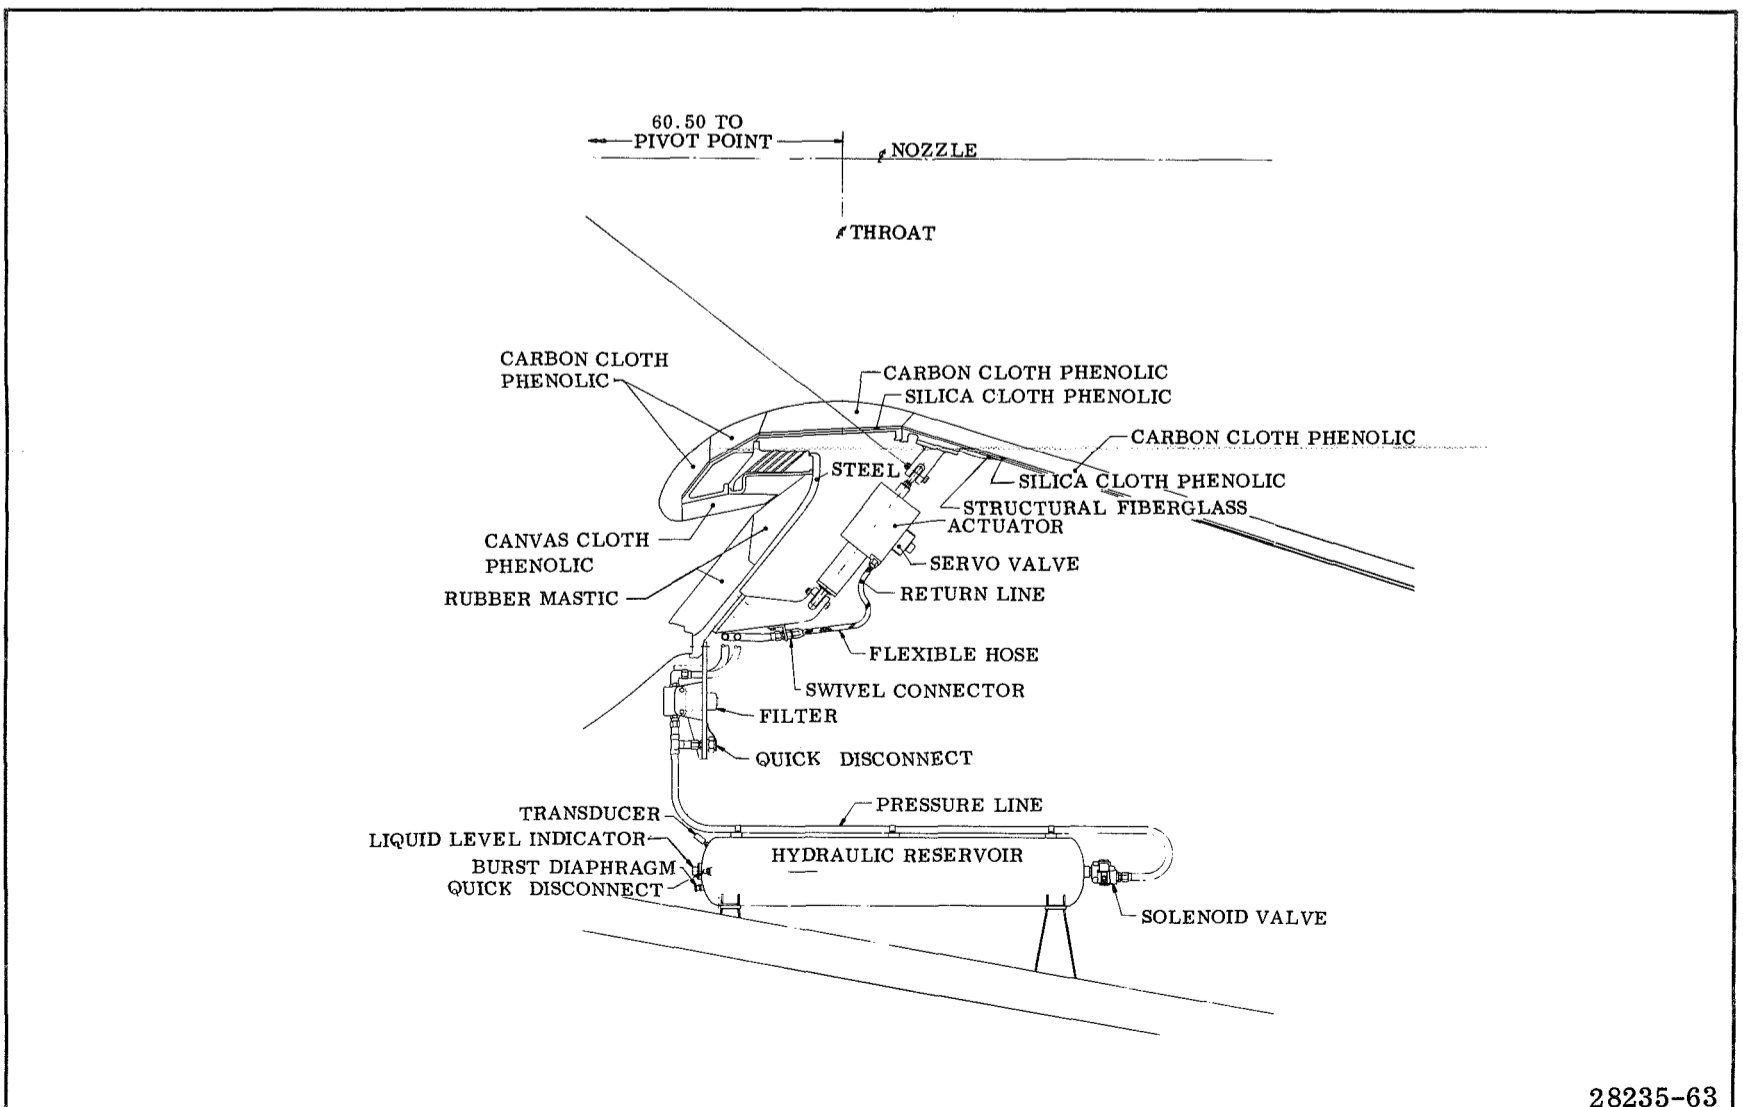 60.50 TO
PIVOT POINT
℄ NOZZLE
℄ THROAT
CARBON CLOTH
PHENOLIC
CARBON CLOTH PHENOLIC
SILICA CLOTH PHENOLIC
CARBON CLOTH PHENOLIC
STEEL
SILICA CLOTH PHENOLIC
STRUCTURAL FIBERGLASS
ACTUATOR
CANVAS CLOTH
PHENOLIC
SERVO VALVE
RUBBER MASTIC
RETURN LINE
FLEXIBLE HOSE
SWIVEL CONNECTOR
FILTER
QUICK DISCONNECT
PRESSURE LINE
TRANSDUCER
LIQUID LEVEL INDICATOR
HYDRAULIC RESERVOIR
BURST DIAPHRAGM
QUICK DISCONNECT
SOLENOID VALVE
28235-63